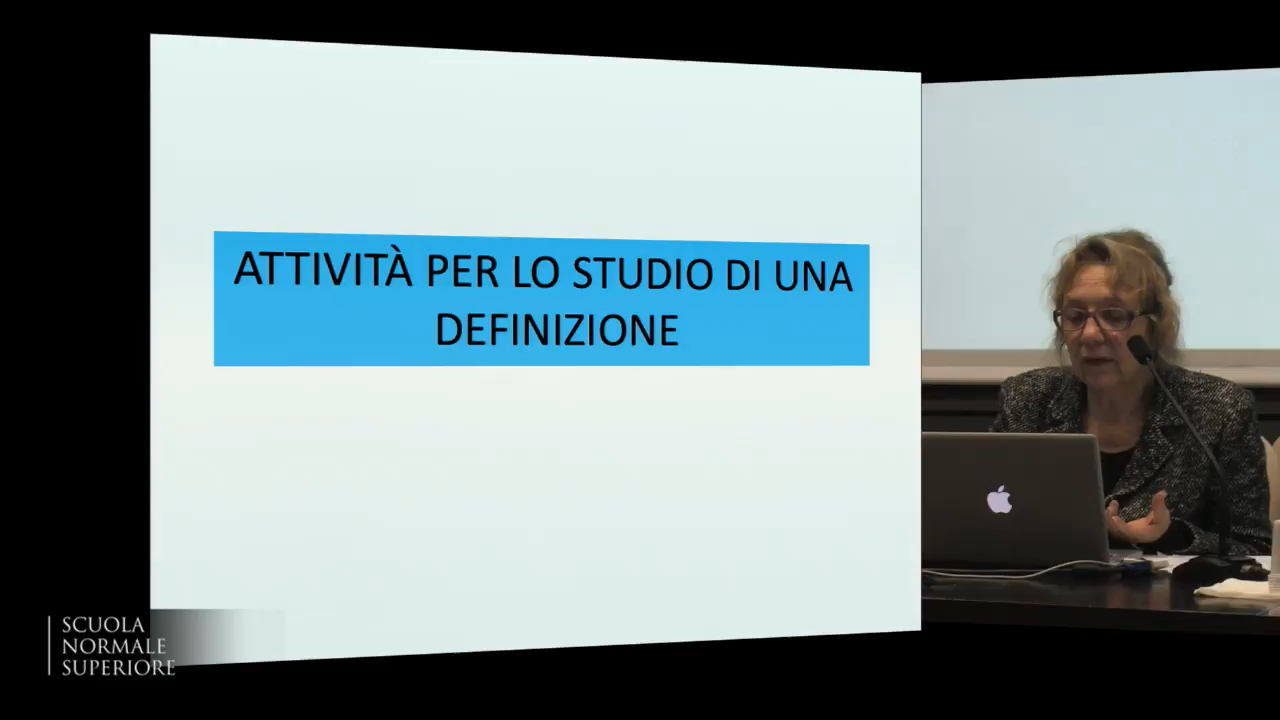 ATTIVITÀ PER LO STUDIO DI UNA
DEFINIZIONE
SCUOLA
NORMALE
SUPERIORE